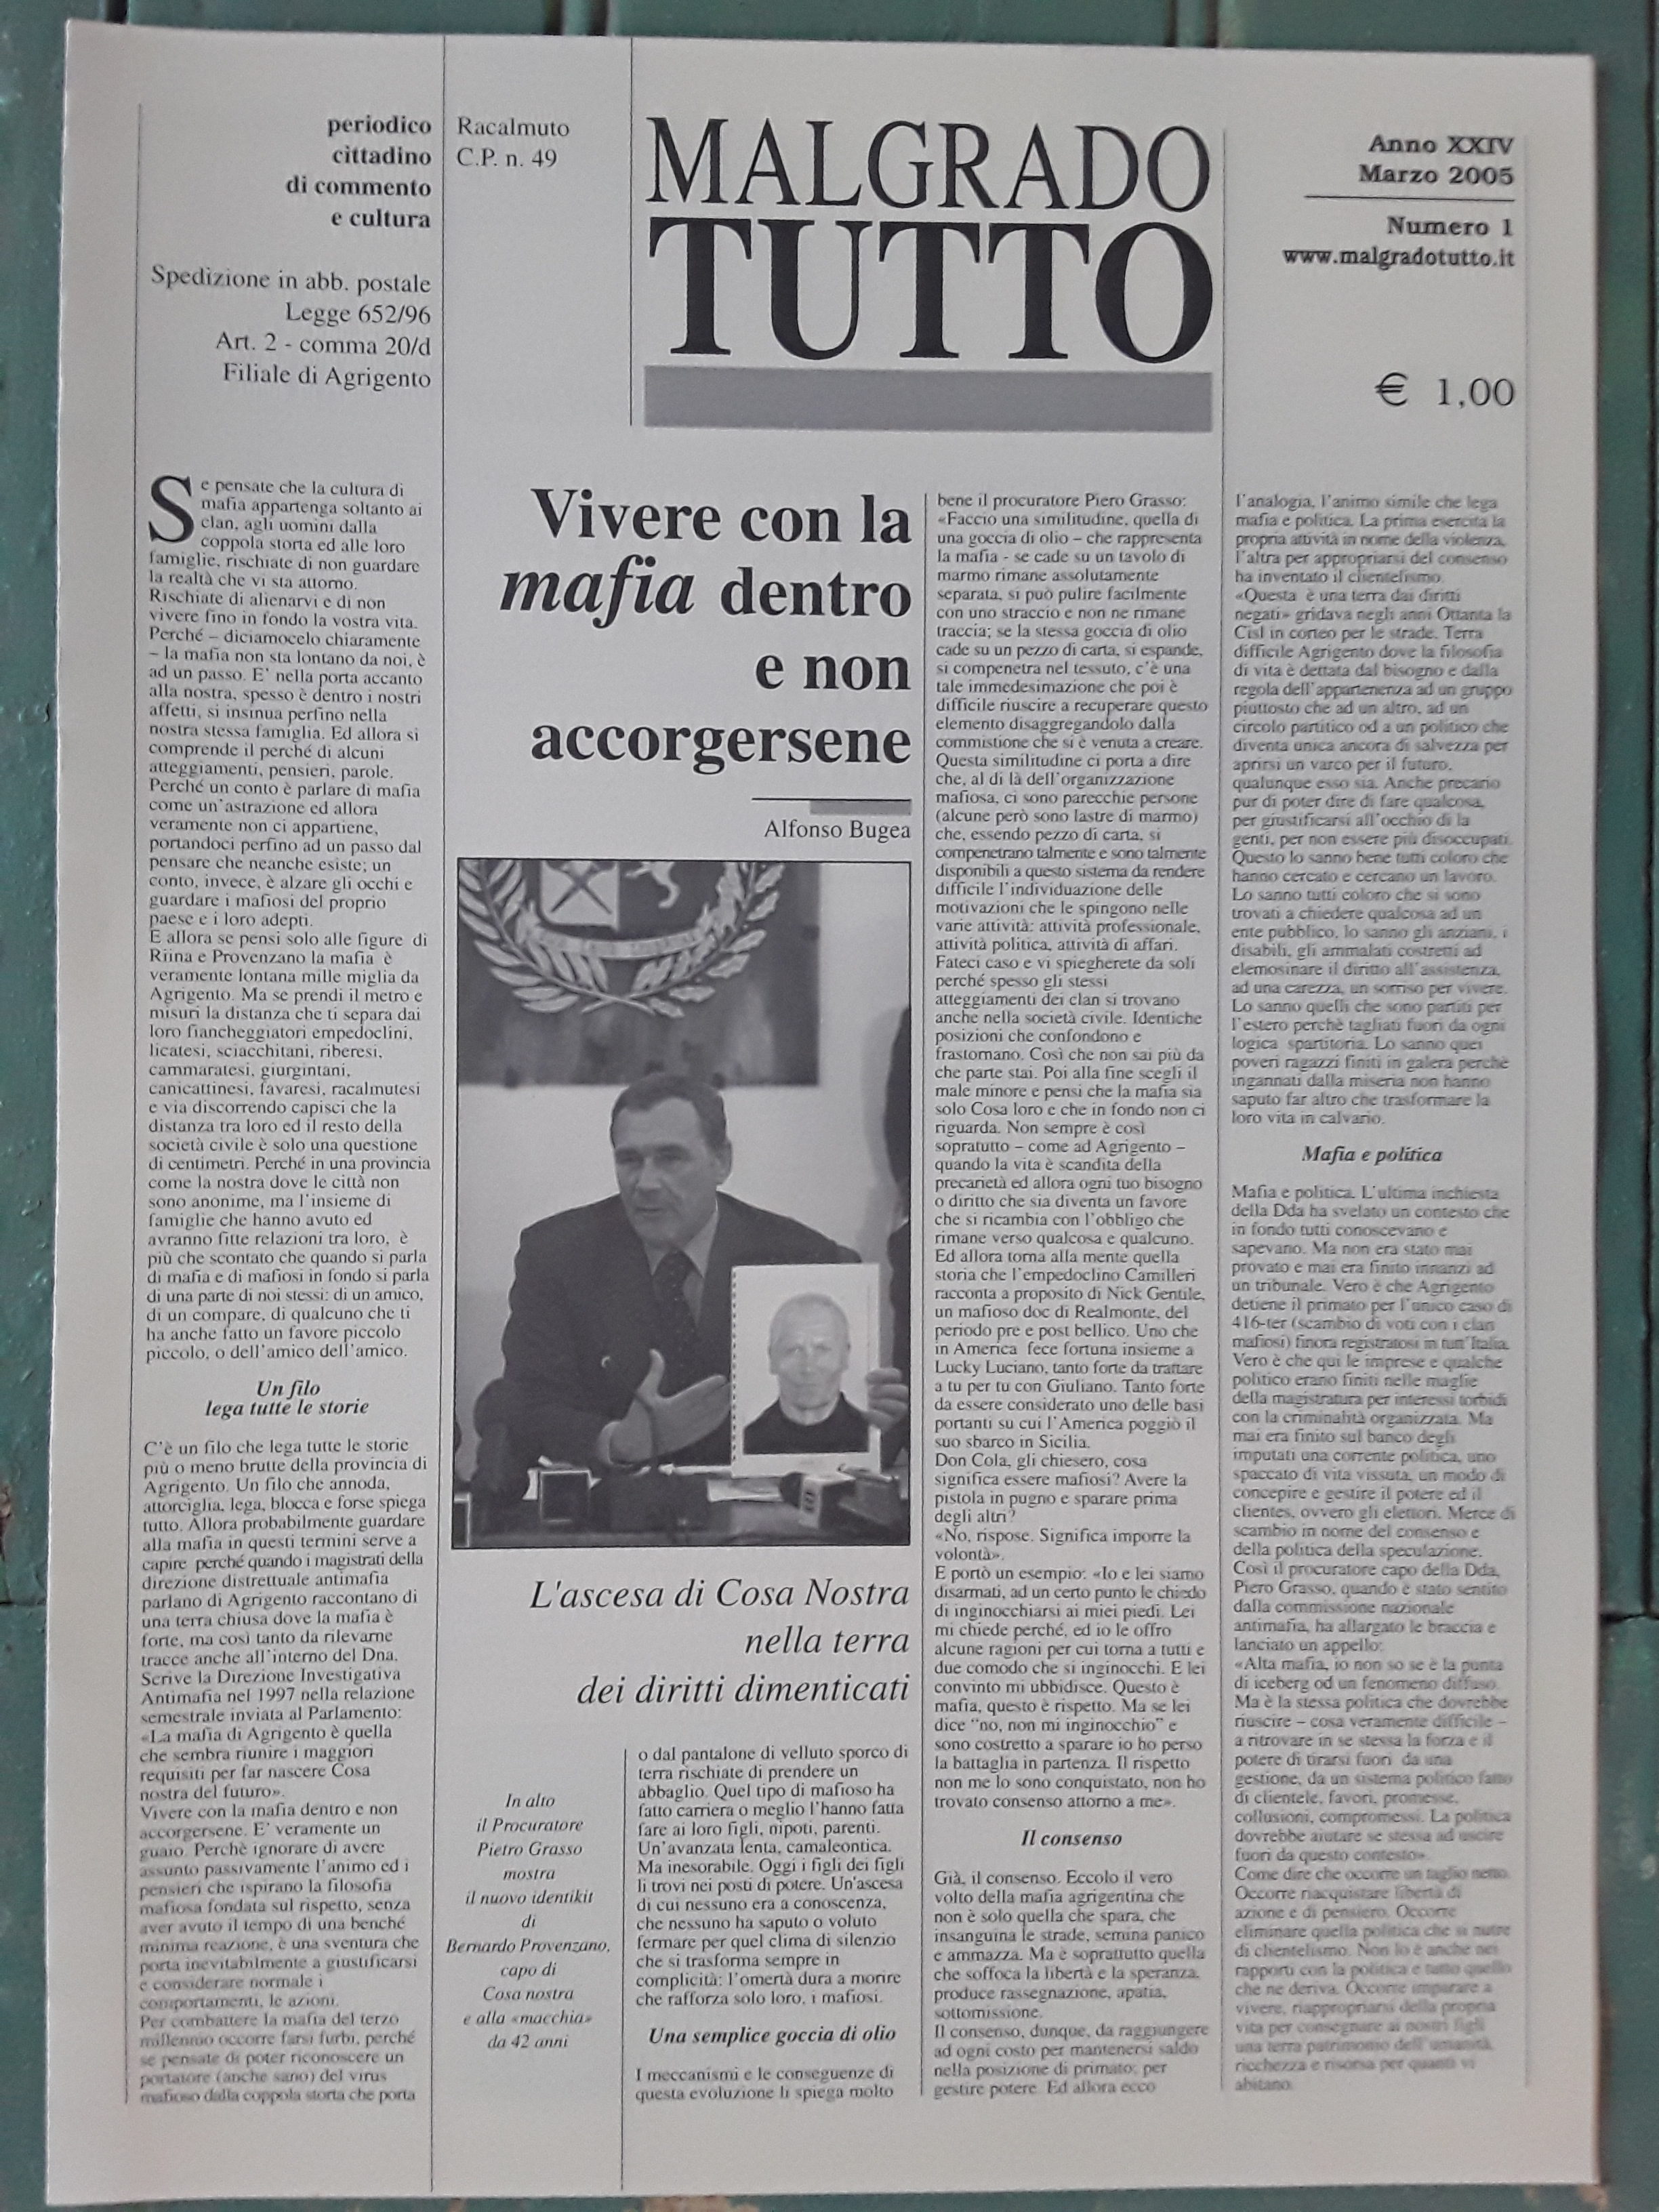 periodico
cittadino
di commento
e cultura
Spedizione in abb. postale
Legge 652/96
Art. 2 - comma 20/d
Filiale di Agrigento
Racalmuto
C.P. n. 49
MALGRADO
TUTTO
Anno XXIV
Marzo 2005
Numero 1
www.malgradotutto.it
€ 1,00
Vivere con la
mafia dentro
e non
accorgersene
Alfonso Bugea
Se pensate che la cultura di
mafia appartenga soltanto ai
clan, agli uomini dalla
coppola storta ed alle loro
famiglie, rischiate di non guardare
la realtà che vi sta attorno.
Rischiate di alienarvi e di non
vivere fino in fondo la vostra vita.
Perché – diciamocelo chiaramente
– la mafia non sta lontano da noi, è
ad un passo. E' nella porta accanto
alla nostra, spesso è dentro i nostri
affetti, si insinua perfino nella
nostra stessa famiglia. Ed allora si
comprende il perché di alcuni
atteggiamenti, pensieri, parole.
Perché un conto è parlare di mafia
come un'astrazione ed allora
veramente non ci appartiene,
portandoci perfino ad un passo dal
pensare che neanche esiste; un
conto, invece, è alzare gli occhi e
guardare i mafiosi del proprio
paese e i loro adepti.
E allora se pensi solo alle figure di
Riina e Provenzano la mafia è
veramente lontana mille miglia da
Agrigento. Ma se prendi il metro e
misuri la distanza che ti separa dai
loro fiancheggiatori empedoclini,
licatesi, sciacchitani, riberesi,
cammaratesi, giurgintani,
canicattinesi, favaresi, racalmutesi
e via discorrendo capisci che la
distanza tra loro ed il resto della
società civile è solo una questione
di centimetri. Perché in una provincia
come la nostra dove le città non
sono anonime, ma l'insieme di
famiglie che hanno avuto ed
avranno fitte relazioni tra loro, è
più che scontato che quando si parla
di mafia e di mafiosi in fondo si parla
di una parte di noi stessi: di un amico,
di un compare, di qualcuno che ti
ha anche fatto un favore piccolo
piccolo, o dell'amico dell'amico.
Un filo
lega tutte le storie
C'è un filo che lega tutte le storie
più o meno brutte della provincia di
Agrigento. Un filo che annoda,
attorciglia, lega, blocca e forse spiega
tutto. Allora probabilmente guardare
alla mafia in questi termini serve a
capire perché quando i magistrati della
direzione distrettuale antimafia
parlano di Agrigento raccontano di
una terra chiusa dove la mafia è
forte, ma così tanto da rilevarne
tracce anche all'interno del Dna.
Scrive la Direzione Investigativa
Antimafia nel 1997 nella relazione
semestrale inviata al Parlamento:
«La mafia di Agrigento è quella
che sembra riunire i maggiori
requisiti per far nascere Cosa
nostra del futuro».
Vivere con la mafia dentro e non
accorgersene. E' veramente un
guaio. Perchè ignorare di avere
assunto passivamente l'animo ed i
pensieri che ispirano la filosofia
mafiosa fondata sul rispetto, senza
aver avuto il tempo di una benché
minima reazione, è una sventura che
porta inevitabilmente a giustificarsi
e considerare normale i
comportamenti, le azioni.
Per combattere la mafia del terzo
millennio occorre farsi furbi, perché
se pensate di poter riconoscere un
portatore (anche sano) del virus
mafioso dalla coppola storta che porta
L'ascesa di Cosa Nostra
nella terra
dei diritti dimenticati
In alto
il Procuratore
Pietro Grasso
mostra
il nuovo identikit
di
Bernardo Provenzano,
capo di
Cosa nostra
e alla «macchia»
da 42 anni
o dal pantalone di velluto sporco di
terra rischiate di prendere un
abbaglio. Quel tipo di mafioso ha
fatto carriera o meglio l'hanno fatta
fare ai loro figli, nipoti, parenti.
Un'avanzata lenta, camaleontica.
Ma inesorabile. Oggi i figli dei figli
li trovi nei posti di potere. Un'ascesa
di cui nessuno era a conoscenza,
che nessuno ha saputo o voluto
fermare per quel clima di silenzio
che si trasforma sempre in
complicità: l'omertà dura a morire
che rafforza solo loro, i mafiosi.
Una semplice goccia di olio
I meccanismi e le conseguenze di
questa evoluzione li spiega molto
bene il procuratore Piero Grasso:
«Faccio una similitudine, quella di
una goccia di olio – che rappresenta
la mafia - se cade su un tavolo di
marmo rimane assolutamente
separata, si può pulire facilmente
con uno straccio e non ne rimane
traccia; se la stessa goccia di olio
cade su un pezzo di carta, si espande,
si compenetra nel tessuto, c'è una
tale immedesimazione che poi è
difficile riuscire a recuperare questo
elemento disaggregandolo dalla
commistione che si è venuta a creare.
Questa similitudine ci porta a dire
che, al di là dell'organizzazione
mafiosa, ci sono parecchie persone
(alcune però sono lastre di marmo)
che, essendo pezzo di carta, si
compenetrano talmente e sono talmente
disponibili a questo sistema da rendere
difficile l'individuazione delle
motivazioni che le spingono nelle
varie attività: attività professionale,
attività politica, attività di affari.
Fateci caso e vi spiegherete da soli
perché spesso gli stessi
atteggiamenti dei clan si trovano
anche nella società civile. Identiche
posizioni che confondono e
frastornano. Così che non sai più da
che parte stai. Poi alla fine scegli il
male minore e pensi che la mafia sia
solo Cosa loro e che in fondo non ci
riguarda. Non sempre è così
sopratutto – come ad Agrigento –
quando la vita è scandita della
precarietà ed allora ogni tuo bisogno
o diritto che sia diventa un favore
che si ricambia con l'obbligo che
rimane verso qualcosa e qualcuno.
Ed allora torna alla mente quella
storia che l'empedoclino Camilleri
racconta a proposito di Nick Gentile,
un mafioso doc di Realmonte, del
periodo pre e post bellico. Uno che
in America fece fortuna insieme a
Lucky Luciano, tanto forte da trattare
a tu per tu con Giuliano. Tanto forte
da essere considerato uno delle basi
portanti su cui l'America poggiò il
suo sbarco in Sicilia.
Don Cola, gli chiesero, cosa
significa essere mafiosi? Avere la
pistola in pugno e sparare prima
degli altri?
«No, rispose. Significa imporre la
volontà».
E portò un esempio: «Io e lei siamo
disarmati, ad un certo punto le chiedo
di inginocchiarsi ai miei piedi. Lei
mi chiede perché, ed io le offro
alcune ragioni per cui torna a tutti e
due comodo che si inginocchi. E lei
convinto mi ubbidisce. Questo è
mafia, questo è rispetto. Ma se lei
dice “no, non mi inginocchio” e
sono costretto a sparare io ho perso
la battaglia in partenza. Il rispetto
non me lo sono conquistato, non ho
trovato consenso attorno a me».
Il consenso
Già, il consenso. Eccolo il vero
volto della mafia agrigentina che
non è solo quella che spara, che
insanguina le strade, semina panico
e ammazza. Ma è soprattutto quella
che soffoca la libertà e la speranza,
produce rassegnazione, apatia,
sottomissione.
Il consenso, dunque, da raggiungere
ad ogni costo per mantenersi saldo
nella posizione di primato; per
gestire potere. Ed allora ecco
l'analogia, l'animo simile che lega
mafia e politica. La prima esercita la
propria attività in nome della violenza,
l'altra per appropriarsi del consenso
ha inventato il clientelismo.
«Questa è una terra dai diritti
negati» gridava negli anni Ottanta la
Cisl in corteo per le strade. Terra
difficile Agrigento dove la filosofia
di vita è dettata dal bisogno e dalla
regola dell'appartenenza ad un gruppo
piuttosto che ad un altro, ad un
circolo partitico od a un politico che
diventa unica ancora di salvezza per
aprirsi un varco per il futuro,
qualunque esso sia. Anche precario
pur di poter dire di fare qualcosa,
per giustificarsi all'occhio di la
genti, per non essere più disoccupati.
Questo lo sanno bene tutti coloro che
hanno cercato e cercano un lavoro.
Lo sanno tutti coloro che si sono
trovati a chiedere qualcosa ad un
ente pubblico, lo sanno gli anziani, i
disabili, gli ammalati costretti ad
elemosinare il diritto all'assistenza,
ad una carezza, un sorriso per vivere.
Lo sanno quelli che sono partiti per
l'estero perchè tagliati fuori da ogni
logica spartitoria. Lo sanno quei
poveri ragazzi finiti in galera perchè
ingannati dalla miseria non hanno
saputo far altro che trasformare la
loro vita in calvario.
Mafia e politica
Mafia e politica. L'ultima inchiesta
della Dda ha svelato un contesto che
in fondo tutti conoscevano e
sapevano. Ma non era stato mai
provato e mai era finito innanzi ad
un tribunale. Vero è che Agrigento
detiene il primato per l'unico caso di
416-ter (scambio di voti con i clan
mafiosi) finora registratosi in tutt'Italia.
Vero è che qui le imprese e qualche
politico erano finiti nelle maglie
della magistratura per interessi torbidi
con la criminalità organizzata. Ma
mai era finito sul banco degli
imputati una corrente politica, uno
spaccato di vita vissuta, un modo di
concepire e gestire il potere ed il
clientes, ovvero gli elettori. Merce di
scambio in nome del consenso e
della politica della speculazione.
Così il procuratore capo della Dda,
Piero Grasso, quando è stato sentito
dalla commissione nazionale
antimafia, ha allargato le braccia e
lanciato un appello:
«Alta mafia, io non so se è la punta
di iceberg od un fenomeno diffuso.
Ma è la stessa politica che dovrebbe
riuscire – cosa veramente difficile –
a ritrovare in se stessa la forza e il
potere di tirarsi fuori da una
gestione, da un sistema politico fatto
di clientele, favori, promesse,
collusioni, compromessi. La politica
dovrebbe aiutare se stessa ad uscire
fuori da questo contesto».
Come dire che occorre un taglio netto.
Occorre riacquistare libertà di
azione e di pensiero. Occorre
eliminare quella politica che si nutre
di clientelismo. Non lo è anche nei
rapporti con la politica e tutto quello
che ne deriva. Occorre imparare a
vivere, riappropriarsi della propria
vita per consegnare ai nostri figli
una terra patrimonio dell'umanità,
ricchezza e risorsa per quanti vi
abitano.